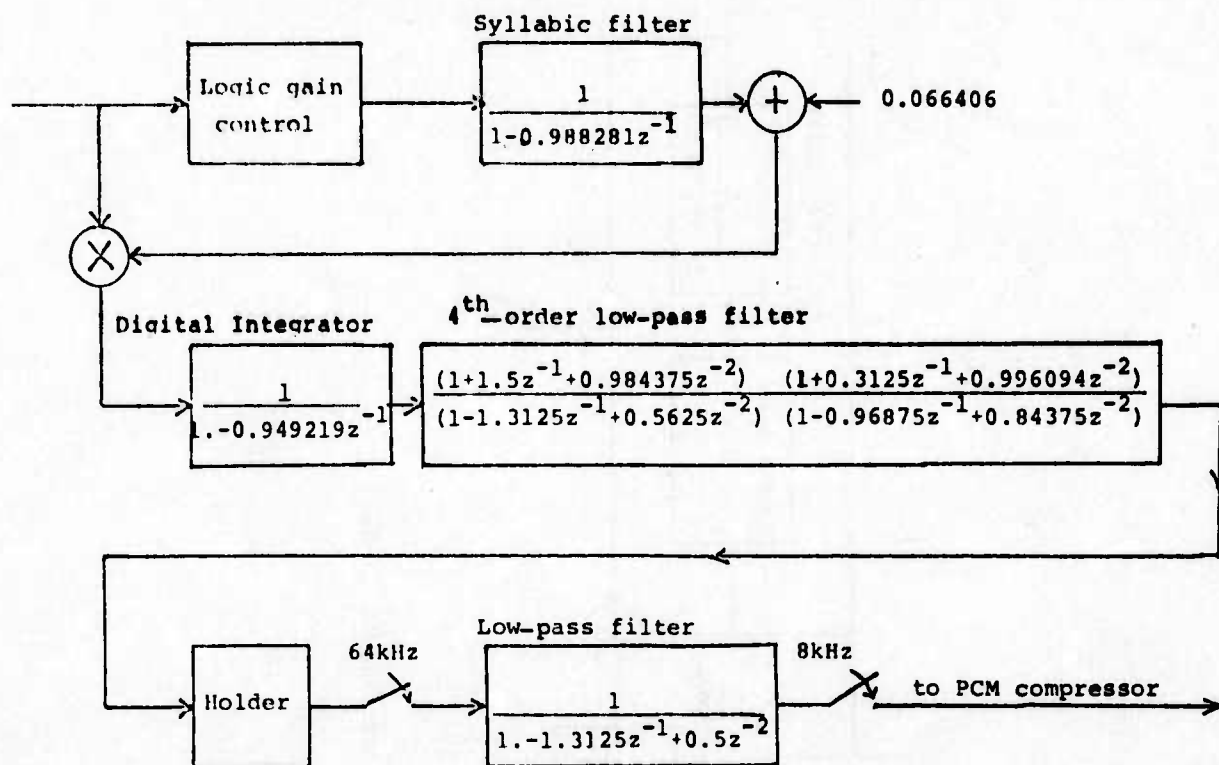 Syllabic filter
Logic gain
control
1
1-0.988281z^-1
+
0.066406
X
Digital Integrator
4th-order low-pass filter
1
1.-0.949219z^-1
(1+1.5z^-1+0.984375z^-2) (1+0.3125z^-1+0.996094z^-2)
(1-1.3125z^-1+0.5625z^-2) (1-0.96875z^-1+0.84375z^-2)
Low-pass filter
64kHz
8kHz
Holder
1
1.-1.3125z^-1+0.5z^-2
to PCM compressor